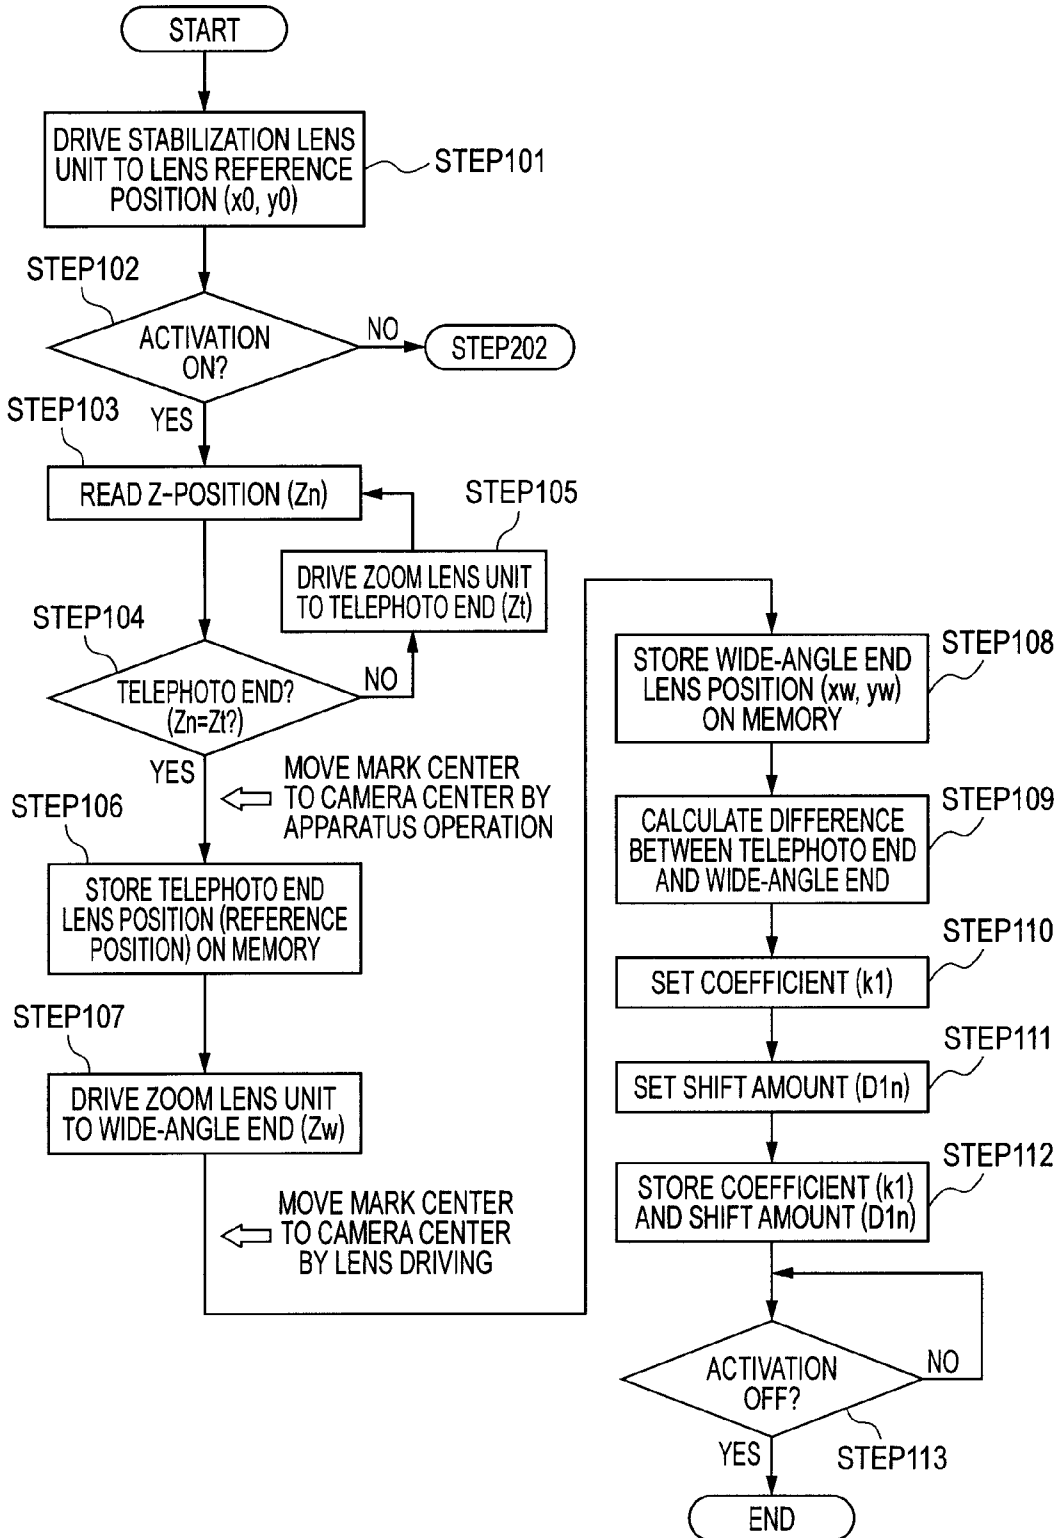 START
DRIVE STABILIZATION LENS
UNIT TO LENS REFERENCE
POSITION (x0, y0)
STEP101
STEP102
ACTIVATION
ON?
NO
STEP202
YES
STEP103
READ Z-POSITION (Zn)
STEP105
DRIVE ZOOM LENS UNIT
TO TELEPHOTO END (Zt)
STEP104
TELEPHOTO END?
(Zn=Zt?)
NO
YES
MOVE MARK CENTER
TO CAMERA CENTER BY
APPARATUS OPERATION
STEP106
STORE TELEPHOTO END
LENS POSITION (REFERENCE
POSITION) ON MEMORY
STEP107
DRIVE ZOOM LENS UNIT
TO WIDE-ANGLE END (Zw)
MOVE MARK CENTER
TO CAMERA CENTER
BY LENS DRIVING
STEP108
STORE WIDE-ANGLE END
LENS POSITION (xw, yw)
ON MEMORY
STEP109
CALCULATE DIFFERENCE
BETWEEN TELEPHOTO END
AND WIDE-ANGLE END
STEP110
SET COEFFICIENT (k1)
STEP111
SET SHIFT AMOUNT (D1n)
STEP112
STORE COEFFICIENT (k1)
AND SHIFT AMOUNT (D1n)
ACTIVATION
OFF?
NO
YES
STEP113
END